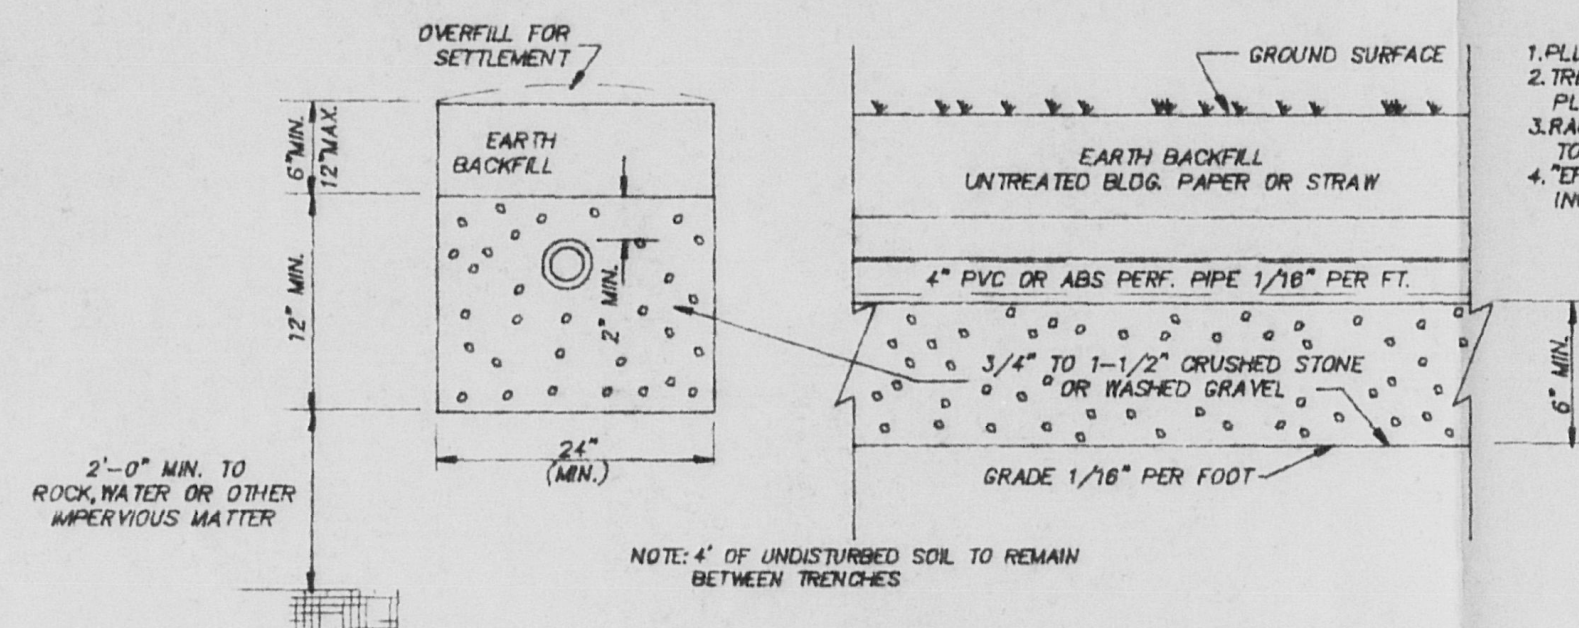 OVERFILL FOR
SETTLEMENT
6" MIN.
12" MAX.
EARTH
BACKFILL
12" MIN.
2" MIN.
24"
(MIN.)
2'-0" MIN. TO
ROCK, WATER OR OTHER
IMPERVIOUS MATTER
GROUND SURFACE
EARTH BACKFILL
UNTREATED BLDG. PAPER OR STRAW
4" PVC OR ABS PERF. PIPE 1/16" PER FT.
3/4" TO 1-1/2" CRUSHED STONE
OR WASHED GRAVEL
6" MIN.
GRADE 1/16" PER FOOT
NOTE: 4' OF UNDISTURBED SOIL TO REMAIN
BETWEEN TRENCHES
1.
2.
3.
TO
4.